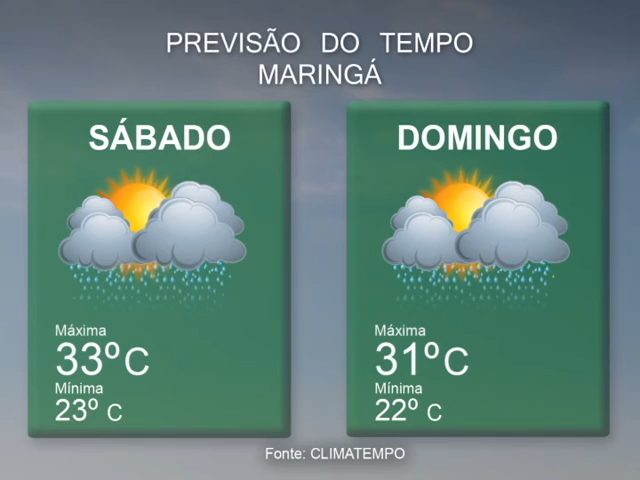 PREVISÃO DO TEMPO
MARINGÁ
SÁBADO
Máxima
33º C
Mínima
23º C
DOMINGO
Máxima
31º C
Mínima
22º C
Fonte: CLIMATEMPO